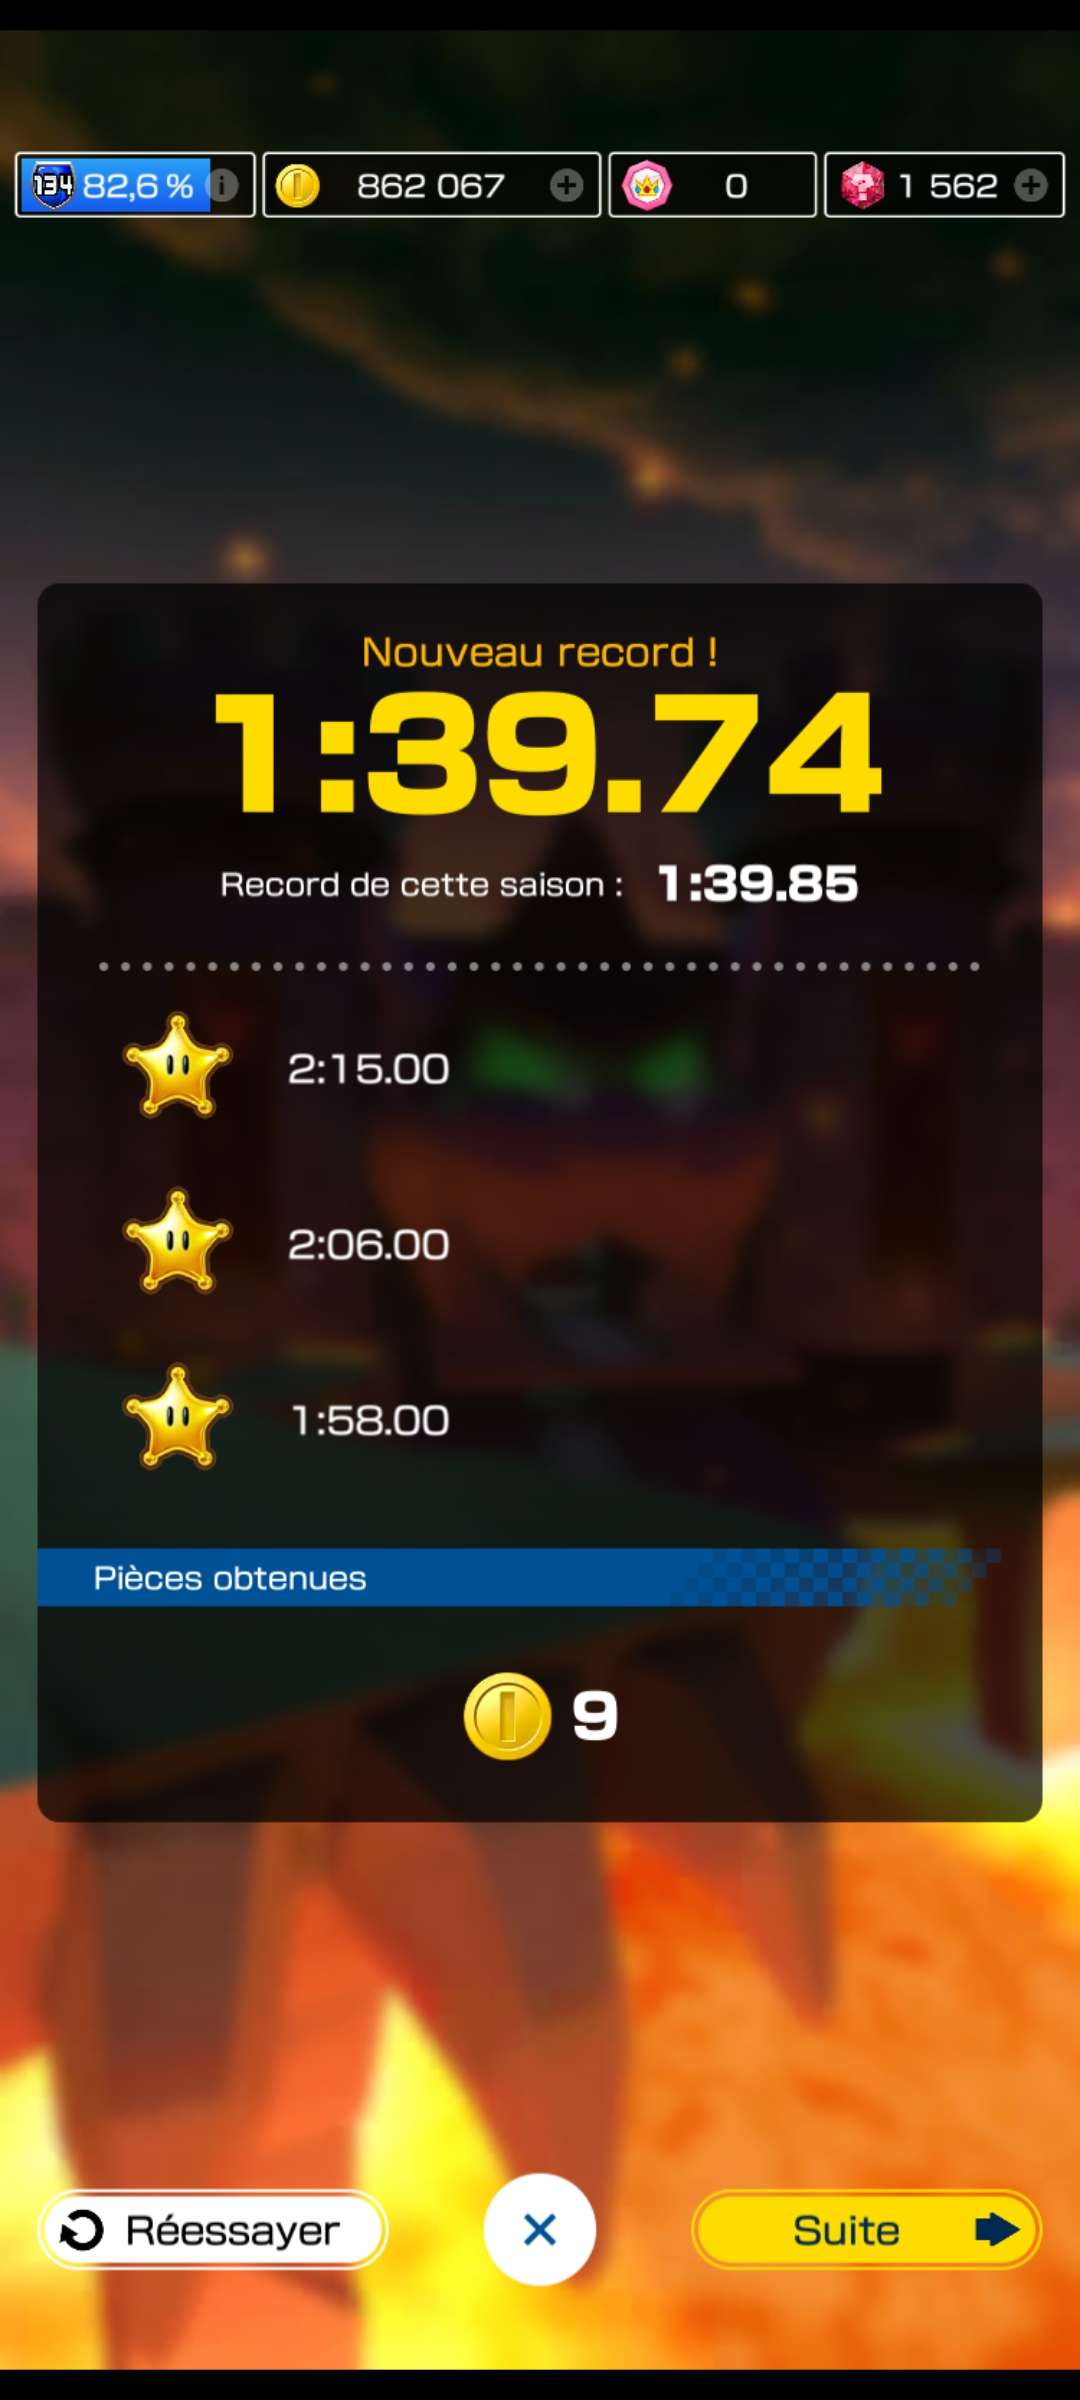 134 82,6 % i 862 067 + 0 ? 1 562 +
Nouveau record !
1:39.74
Record de cette saison : 1:39.85
2:15.00
2:06.00
1:58.00
Pièces obtenues
9
Réessayer × Suite